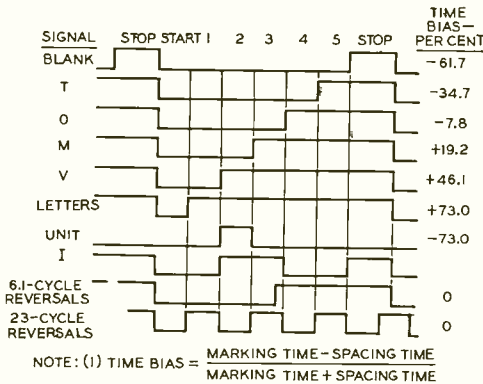 TIME
BIAS—
SIGNAL STOP START 1 2 3 4 5 STOP PER CENT
BLANK -61.7
T -34.7
O -7.8
M +19.2
V +46.1
LETTERS +73.0
UNIT -73.0
I
6.1-CYCLE
REVERSALS 0
23-CYCLE
REVERSALS 0
NOTE: (1) TIME BIAS = MARKING TIME - SPACING TIME
MARKING TIME + SPACING TIME